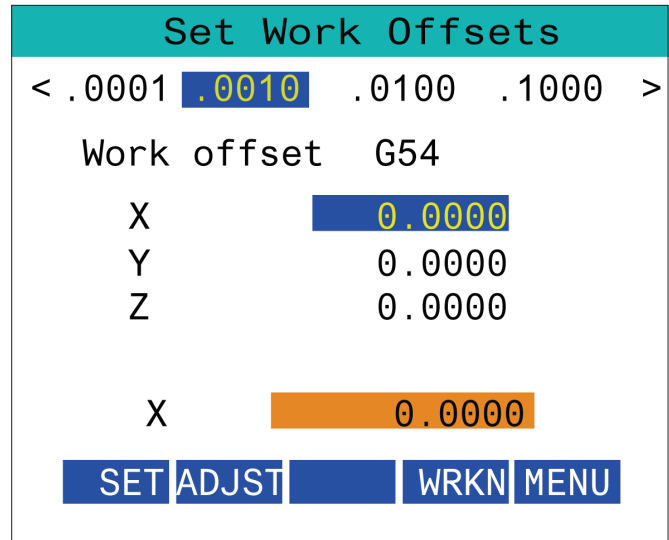 Set Work Offsets
< .0001 .0010 .0100 .1000 >
Work offset G54
X 0.0000
Y 0.0000
Z 0.0000
X 0.0000
SET ADJST WRKN MENU